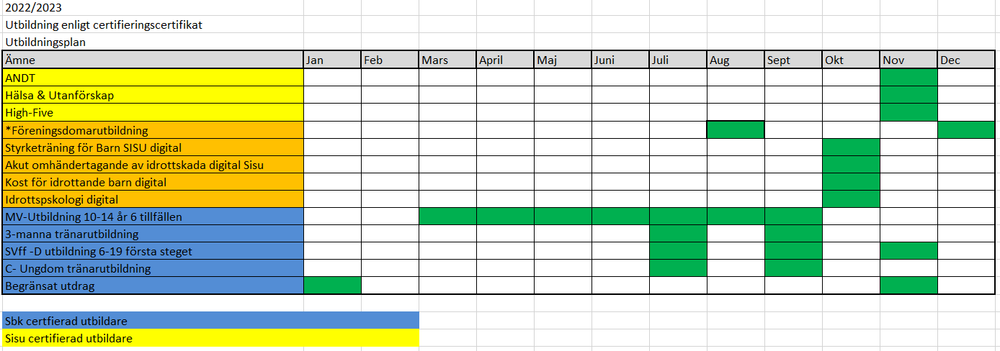 2022/2023
Utbildning enligt certifieringscertifikat
Utbildningsplan
Ämne Jan Feb Mars April Maj Juni Juli Aug Sept Okt Nov Dec
ANDT
Hälsa & Utanförskap
High-Five
*Föreningsdomarutbildning
Styrketräning för Barn SISU digital
Akut omhändertagande av idrottskada digital Sisu
Kost för idrottande barn digital
Idrottspskologi digital
MV-Utbildning 10-14 år 6 tillfällen
3-manna tränarutbildning
SVff -D utbildning 6-19 första steget
C- Ungdom tränarutbildning
Begränsat utdrag
Sbk certfierad utbildare
Sisu certifierad utbildare